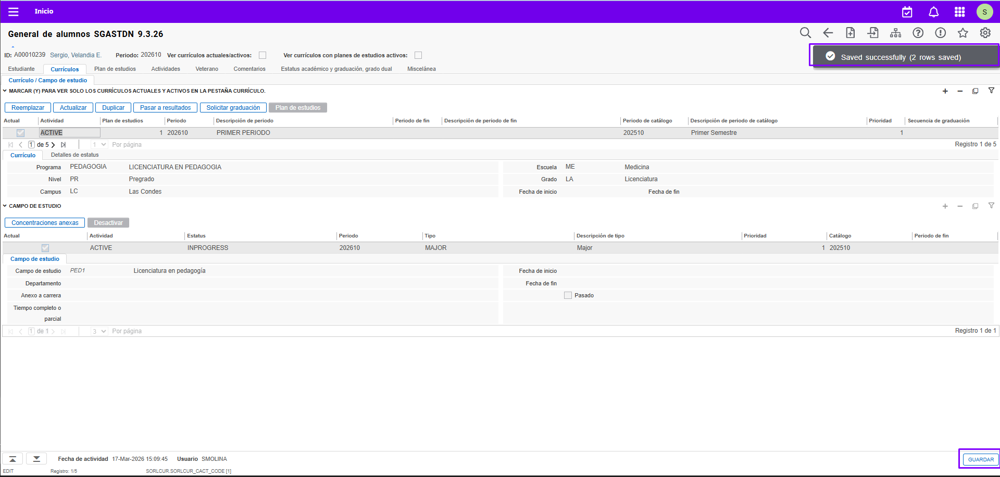 Inicio
S
General de alumnos SGASTDN 9.3.26
ID: A00010239 Sergio, Velandia E. Periodo: 202610 Ver currículos actuales/activos: Ver currículos con planes de estudios activos:
Saved successfully (2 rows saved)
Estudiante Currículos Plan de estudios Actividades Veterano Comentarios Estatus académico y graduación, grado dual Miscelánea
Currículo / Campo de estudio
MARCAR (Y) PARA VER SOLO LOS CURRÍCULOS ACTUALES Y ACTIVOS EN LA PESTAÑA CURRÍCULO.
Reemplazar Actualizar Duplicar Pasar a resultados Solicitar graduación Plan de estudios
Actual Actividad Plan de estudios Periodo Descripción de periodo Periodo de fin Descripción de periodo de fin Periodo de catálogo Descripción de periodo de catálogo Prioridad Secuencia de graduación
ACTIVE 1 202610 PRIMER PERIODO 202510 Primer Semestre 1
1 de 5 1 Por página Registro 1 de 5
Currículo Detalles de estatus
Programa PEDAGOGIA LICENCIATURA EN PEDAGOGIA Escuela ME Medicina
Nivel PR Pregrado Grado LA Licenciatura
Campus LC Las Condes Fecha de inicio Fecha de fin
CAMPO DE ESTUDIO
Concentraciones anexas Desactivar
Actual Actividad Estatus Periodo Tipo Descripción de tipo Prioridad Catálogo Periodo de fin
ACTIVE INPROGRESS 202610 MAJOR Major 1 202510
Campo de estudio
Campo de estudio PED1 Licenciatura en pedagogía Fecha de inicio
Departamento Fecha de fin
Anexo a carrera Pasado
Tiempo completo o
parcial
1 de 1 3 Por página Registro 1 de 1
Fecha de actividad 17-Mar-2026 15:09:45 Usuario SMOLINA GUARDAR
EDIT Registro: 1/5 SORLCUR.SORLCUR_CACT_CODE [1]